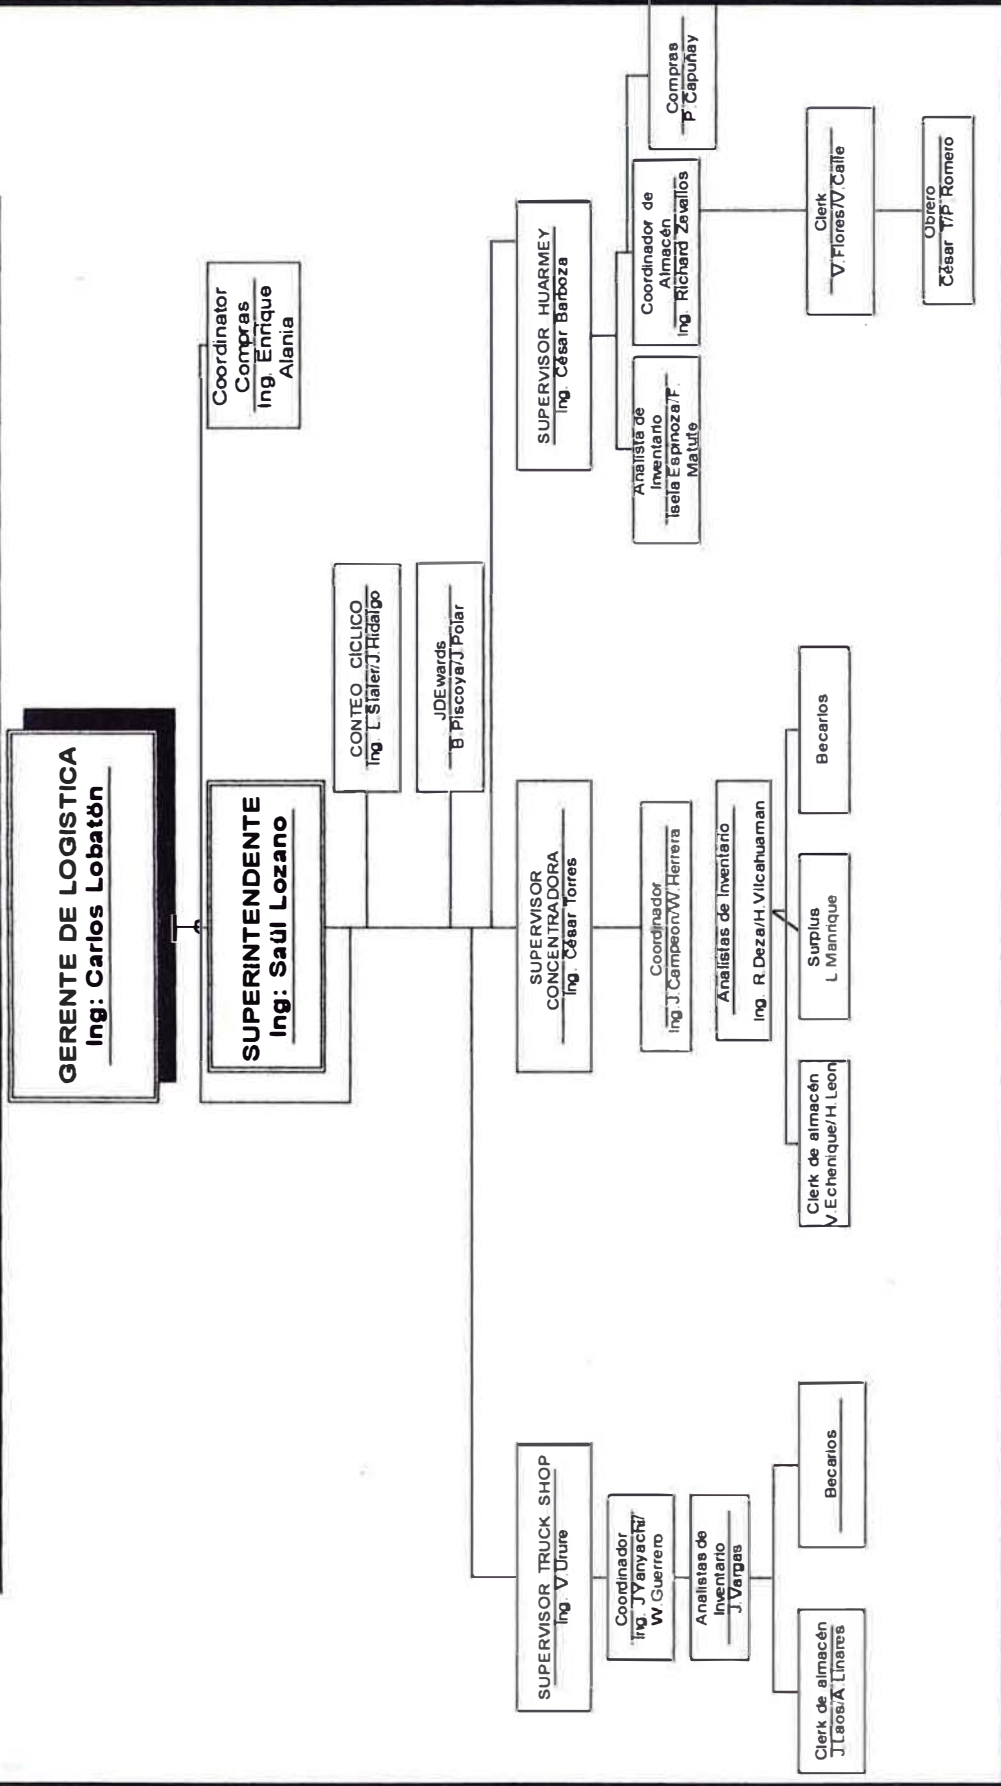 GERENTE DE LOGISTICA
Ing: Carlos Lobatón
SUPERINTENDENTE
Ing: Saúl Lozano
Coordinator
Compras
Ing. Enrique
Alania
CONTEO CÍCLICO
Ing. L.Sialer/J.Hidalgo
JDEwards
B.Piscoya/J.Polar
SUPERVISOR TRUCK SHOP
Ing. V.Urure
Coordinador
Ing. J.Yanyachi/
W.Guerrero
Analistas de
Inventario
J.Vargas
Clerk de almacén
J.Laos/A.Linares
Becarios
SUPERVISOR
CONCENTRADORA
Ing. César Torres
Coordinador
Ing.J.Campeon/W.Herrera
Analistas de Inventario
Ing. R.Deza/H.Vilcahuaman
Clerk de almacén
V.Echenique/H.Leon
Surplus
L Manrique
Becarios
SUPERVISOR HUARMEY
Ing. César Barboza
Analista de
Inventario
Isela Espinoza/F.
Matute
Coordinador de
Almacén
Ing. Richard Zevallos
Compras
P.Capuñay
Clerk
V.Flores/V.Calle
Obrero
César T/P.Romero